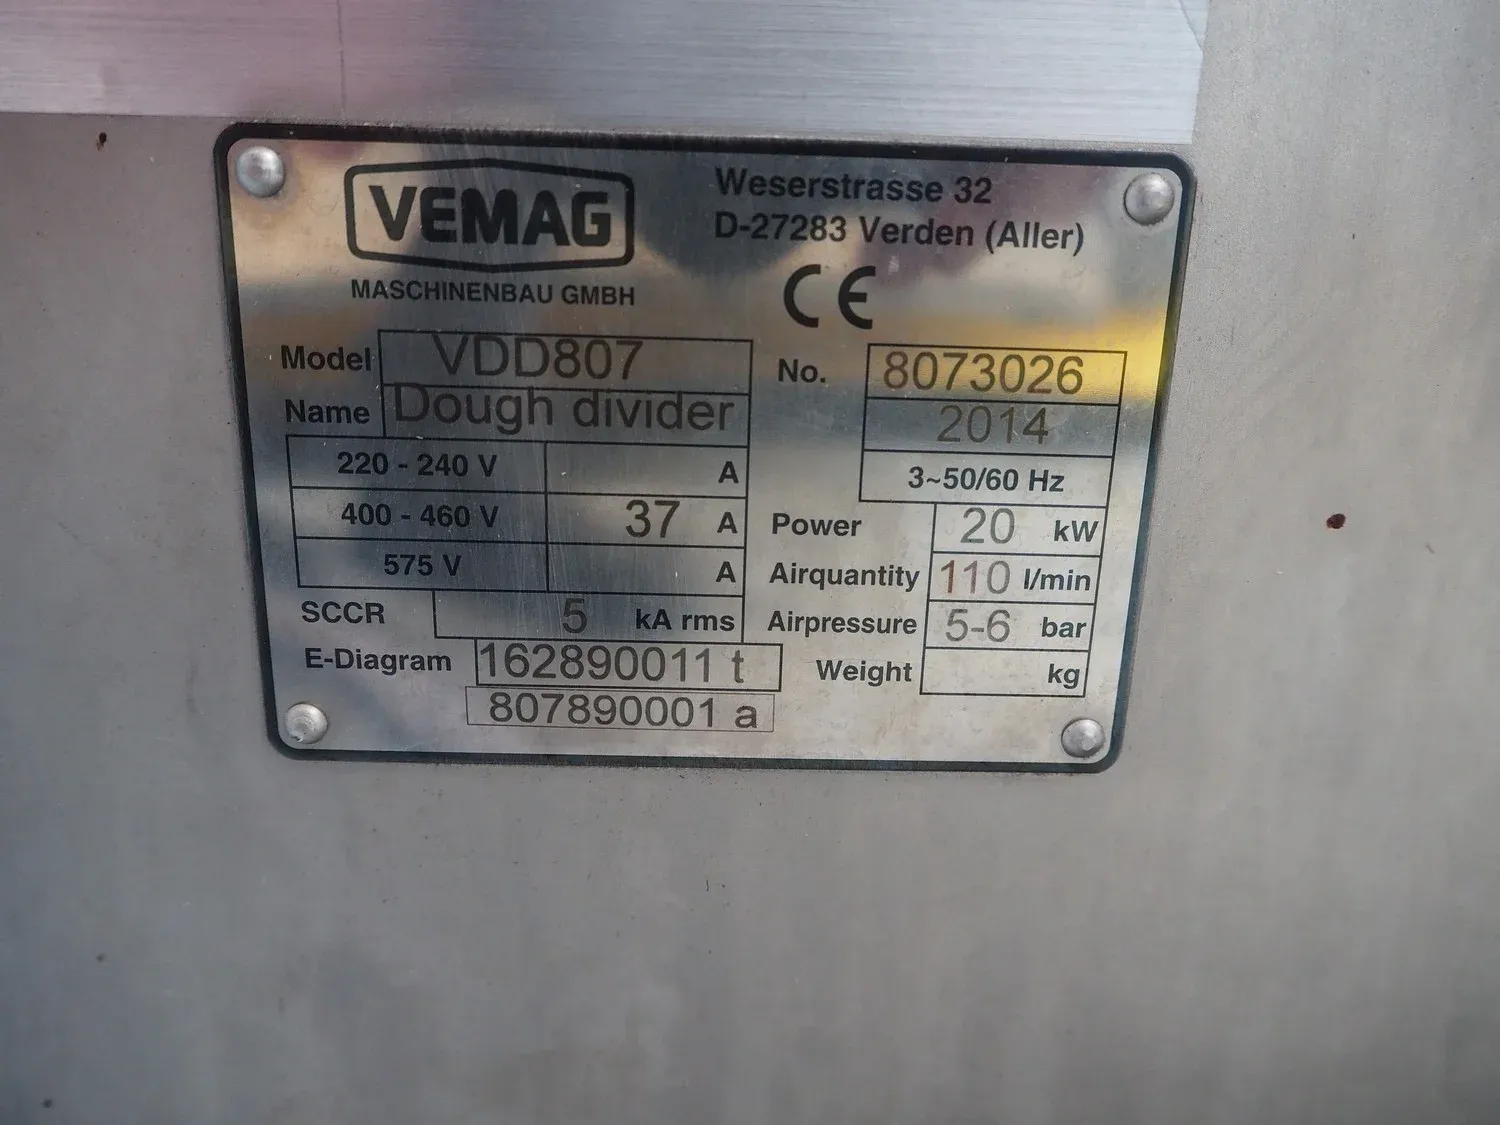 VEMAG
MASCHINENBAU GMBH
Weserstrasse 32
D-27283 Verden (Aller)
CE
Model VDD807
Name Dough divider
220 - 240 V A
400 - 460 V 37 A
575 V A
SCCR 5 kA rms
E-Diagram 162890011 t
807890001 a
No. 8073026
2014
3~50/60 Hz
Power 20 kW
Airquantity 110 l/min
Airpressure 5-6 bar
Weight kg